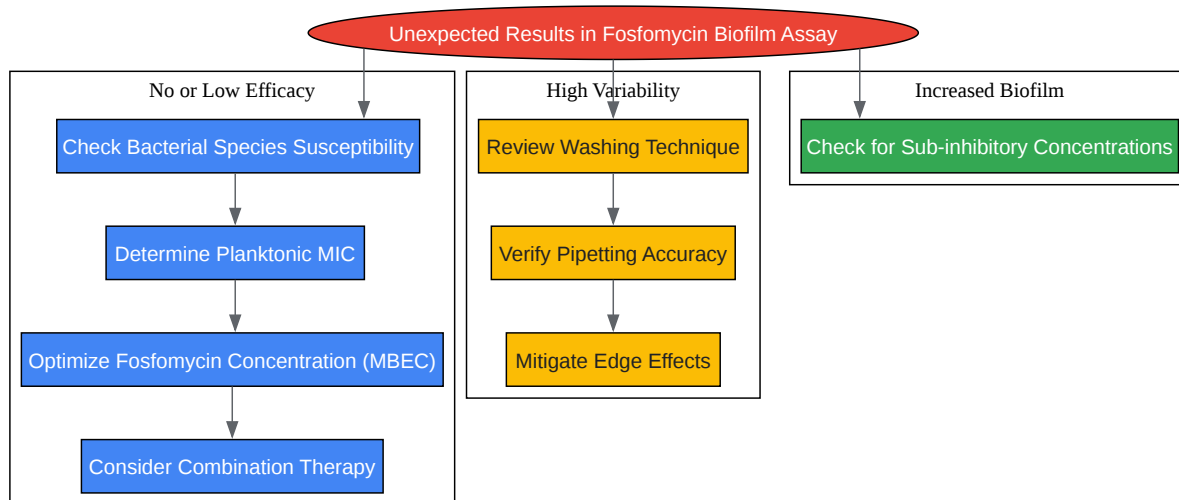 Unexpected Results in Fosfomycin Biofilm Assay
No or Low Efficacy
Check Bacterial Species Susceptibility
Determine Planktonic MIC
Optimize Fosfomycin Concentration (MBEC)
Consider Combination Therapy
High Variability
Review Washing Technique
Verify Pipetting Accuracy
Mitigate Edge Effects
Increased Biofilm
Check for Sub-inhibitory Concentrations